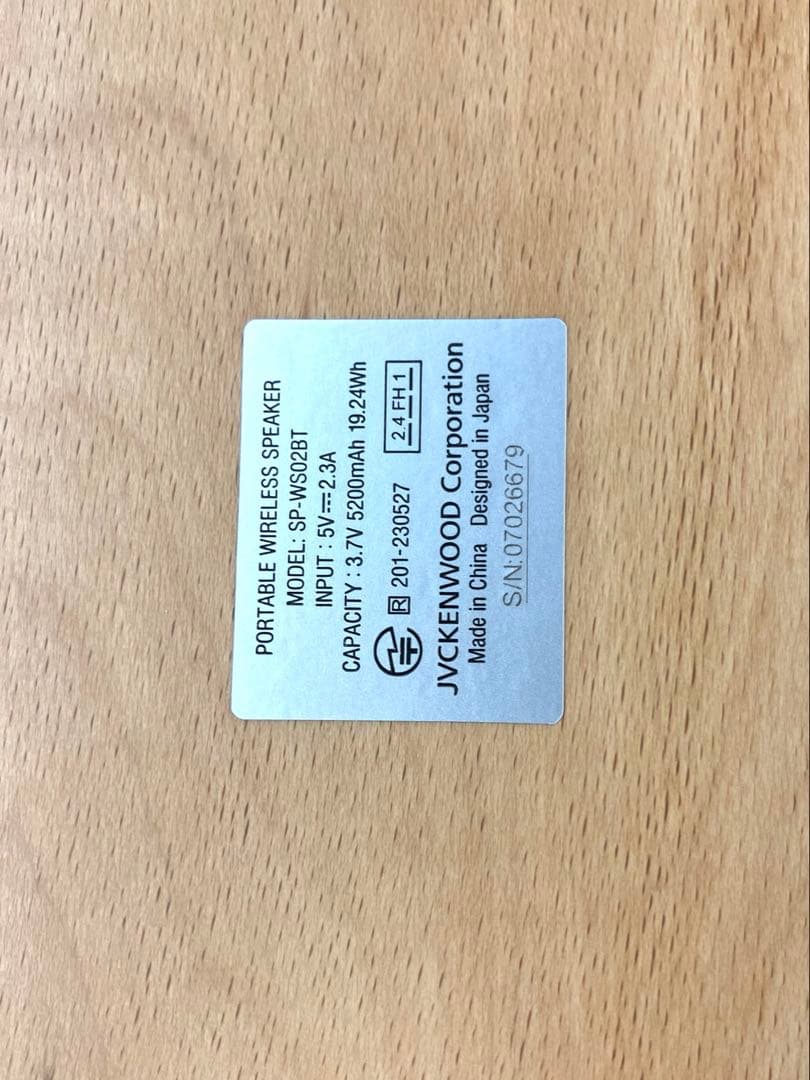 PORTABLE WIRELESS SPEAKER
MODEL: SP-WS02BT
INPUT : 5V⎓2.3A
CAPACITY : 3.7V 5200mAh 19.24Wh
R 201-230527 2.4 FH 1
JVCKENWOOD Corporation
Made in China Designed in Japan
S/N:07026679